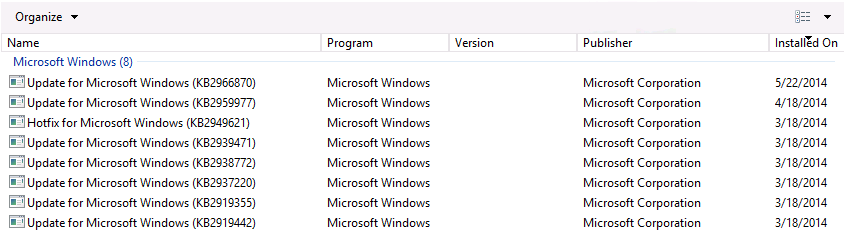 Organize
Name Program Version Publisher Installed On
Microsoft Windows (8)
Update for Microsoft Windows (KB2966870) Microsoft Windows Microsoft Corporation 5/22/2014
Update for Microsoft Windows (KB2959977) Microsoft Windows Microsoft Corporation 4/18/2014
Hotfix for Microsoft Windows (KB2949621) Microsoft Windows Microsoft Corporation 3/18/2014
Update for Microsoft Windows (KB2939471) Microsoft Windows Microsoft Corporation 3/18/2014
Update for Microsoft Windows (KB2938772) Microsoft Windows Microsoft Corporation 3/18/2014
Update for Microsoft Windows (KB2937220) Microsoft Windows Microsoft Corporation 3/18/2014
Update for Microsoft Windows (KB2919355) Microsoft Windows Microsoft Corporation 3/18/2014
Update for Microsoft Windows (KB2919442) Microsoft Windows Microsoft Corporation 3/18/2014